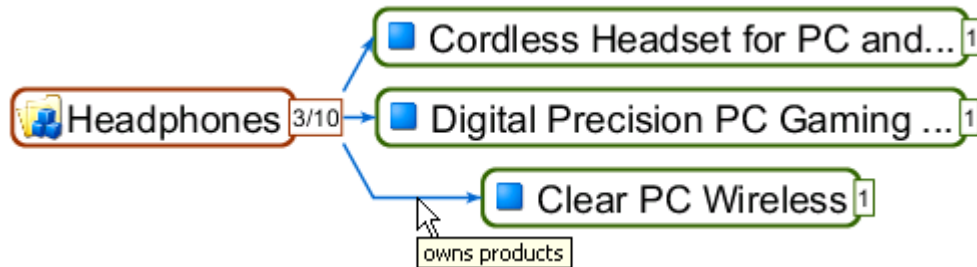 Cordless Headset for PC and...
1
Headphones
3/10
Digital Precision PC Gaming ...
1
Clear PC Wireless
1
owns products